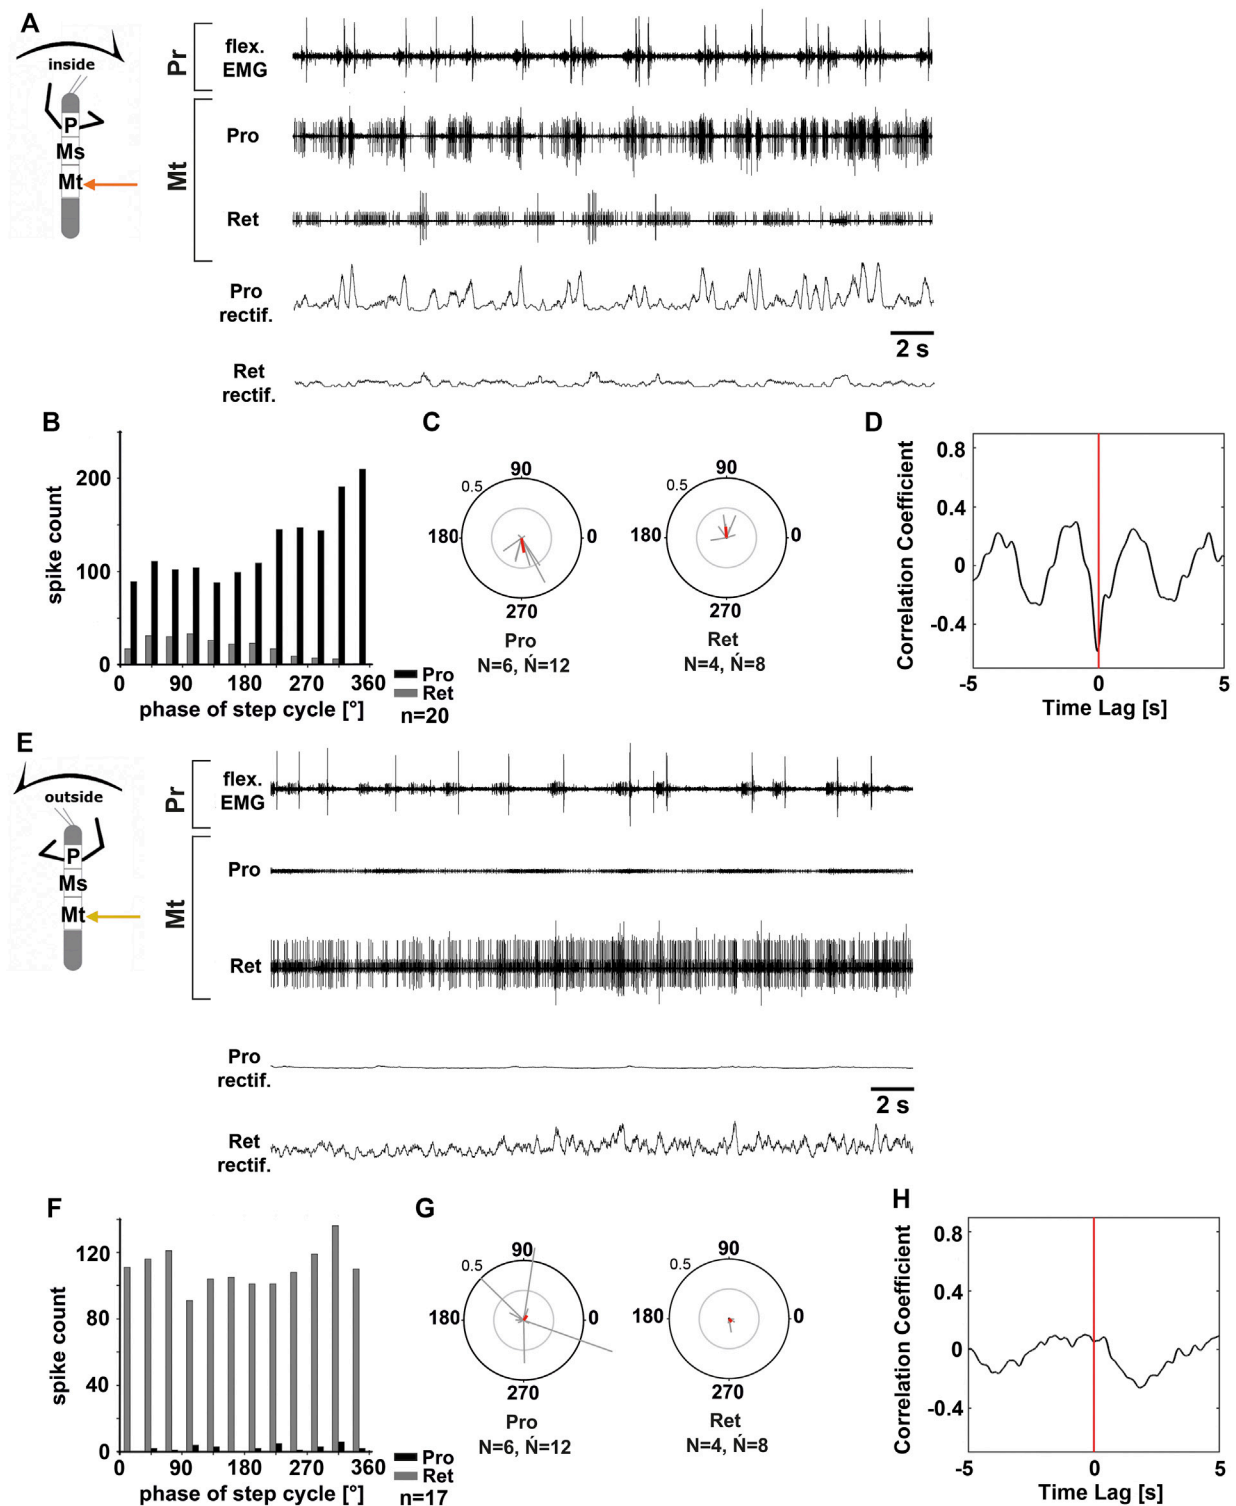 A
inside
P
Ms
Mt
Pr
flex.
EMG
Mt
Pro
Ret
Pro
rectif.
2 s
Ret
rectif.
B
spike count
200
100
0
0 90 180 270 360
phase of step cycle [°]
Pro
Ret
n=20
C
90
0.5
180
0
270
Pro
N=6, Ń=12
90
0.5
180
0
270
Ret
N=4, Ń=8
D
Correlation Coefficient
0.8
0.4
0
-0.4
-5 0 5
Time Lag [s]
E
outside
P
Ms
Mt
Pr
flex.
EMG
Mt
Pro
Ret
Pro
rectif.
2 s
Ret
rectif.
F
spike count
120
80
40
0
0 90 180 270 360
phase of step cycle [°]
Pro
Ret
n=17
G
90
0.5
180
0
270
Pro
N=6, Ń=12
90
0.5
180
0
270
Ret
N=4, Ń=8
H
Correlation Coefficient
0.8
0.4
0
-0.4
-5 0 5
Time Lag [s]